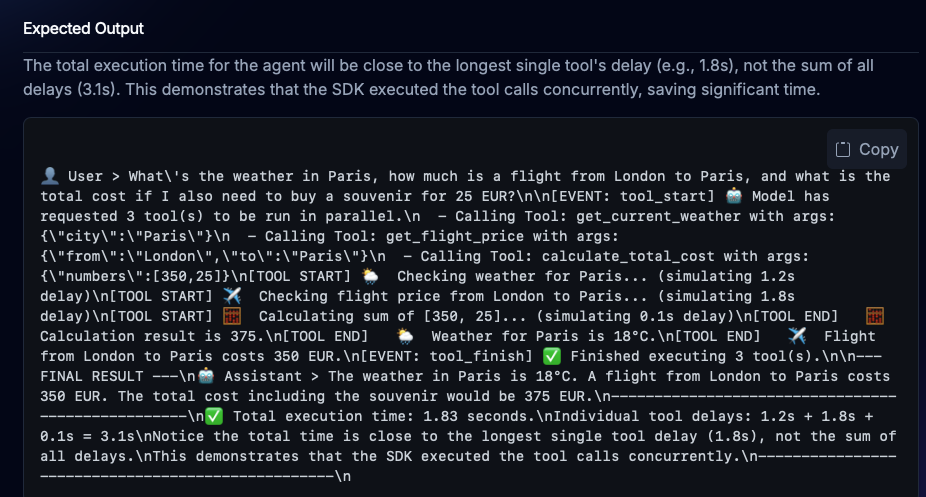 Expected Output
The total execution time for the agent will be close to the longest single tool's delay (e.g., 1.8s), not the sum of all
delays (3.1s). This demonstrates that the SDK executed the tool calls concurrently, saving significant time.
Copy
👤 User > What\'s the weather in Paris, how much is a flight from London to Paris, and what is the
total cost if I also need to buy a souvenir for 25 EUR?\n\n[EVENT: tool_start] 🤖 Model has
requested 3 tool(s) to be run in parallel.\n  - Calling Tool: get_current_weather with args:
{\"city\":\"Paris\"}\n  - Calling Tool: get_flight_price with args:
{\"from\":\"London\",\"to\":\"Paris\"}\n  - Calling Tool: calculate_total_cost with args:
{\"numbers\":[350,25]}\n[TOOL START] 🌦️  Checking weather for Paris... (simulating 1.2s
delay)\n[TOOL START] ✈️  Checking flight price from London to Paris... (simulating 1.8s
delay)\n[TOOL START] 🧮  Calculating sum of [350, 25]... (simulating 0.1s delay)\n[TOOL END]   🧮
Calculation result is 375.\n[TOOL END]   🌦️  Weather for Paris is 18°C.\n[TOOL END]   ✈️  Flight
from London to Paris costs 350 EUR.\n[EVENT: tool_finish] ✅ Finished executing 3 tool(s).\n\n---
FINAL RESULT ---\n🤖 Assistant > The weather in Paris is 18°C. A flight from London to Paris costs
350 EUR. The total cost including the souvenir would be 375 EUR.\n----------------------------------
-----------------\n✅ Total execution time: 1.83 seconds.\nIndividual tool delays: 1.2s + 1.8s +
0.1s = 3.1s\nNotice the total time is close to the longest single tool delay (1.8s), not the sum of
all delays.\nThis demonstrates that the SDK executed the tool calls concurrently.\n-----------------
-----------------------------------\n